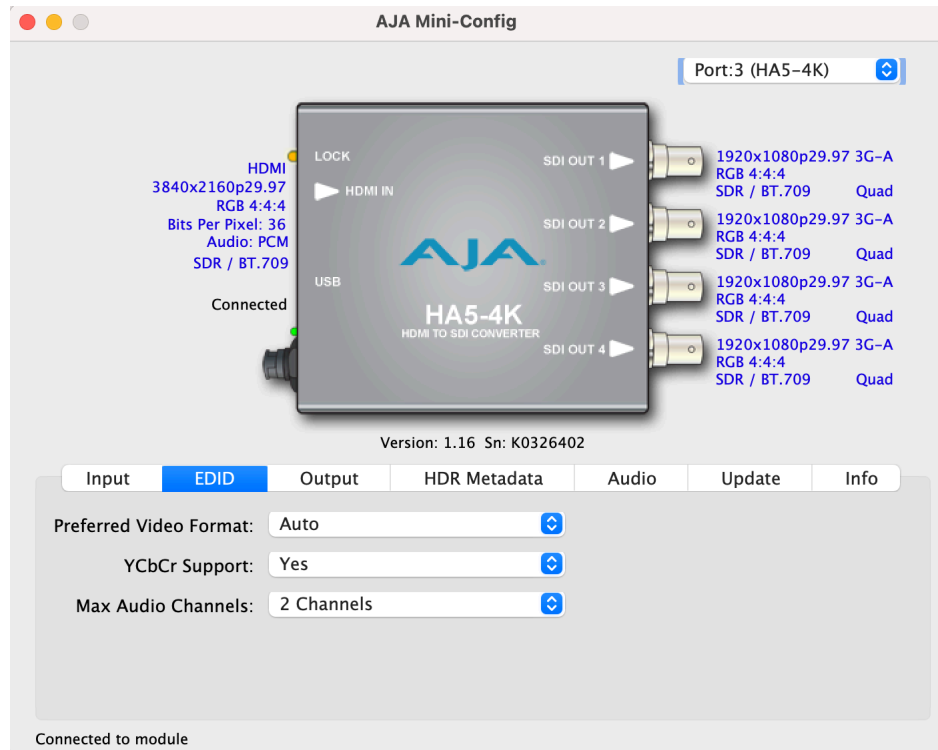 AJA Mini-Config
Port:3 (HA5-4K)
HDMI
3840x2160p29.97
RGB 4:4:4
Bits Per Pixel: 36
Audio: PCM
SDR / BT.709
Connected
LOCK
HDMI IN
USB
AJA
HA5-4K
HDMI TO SDI CONVERTER
SDI OUT 1
SDI OUT 2
SDI OUT 3
SDI OUT 4
1920x1080p29.97 3G-A
RGB 4:4:4
SDR / BT.709 Quad
1920x1080p29.97 3G-A
RGB 4:4:4
SDR / BT.709 Quad
1920x1080p29.97 3G-A
RGB 4:4:4
SDR / BT.709 Quad
1920x1080p29.97 3G-A
RGB 4:4:4
SDR / BT.709 Quad
Version: 1.16 Sn: K0326402
Input EDID Output HDR Metadata Audio Update Info
Preferred Video Format: Auto
YCbCr Support: Yes
Max Audio Channels: 2 Channels
Connected to module